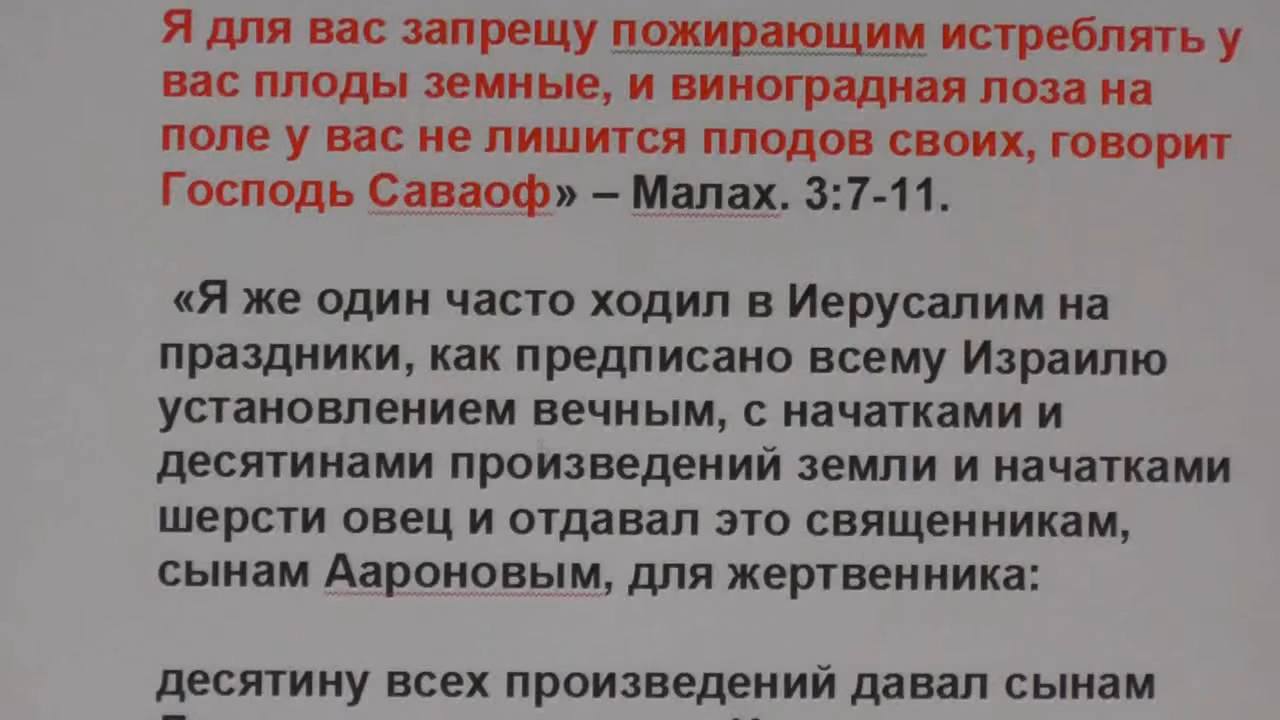 Я для вас запрещу пожирающим истреблять у
вас плоды земные, и виноградная лоза на
поле у вас не лишится плодов своих, говорит
Господь Саваоф» – Малах. 3:7-11.
«Я же один часто ходил в Иерусалим на
праздники, как предписано всему Израилю
установлением вечным, с начатками и
десятинами произведений земли и начатками
шерсти овец и отдавал это священникам,
сынам Аароновым, для жертвенника:
десятину всех произведений давал сынам